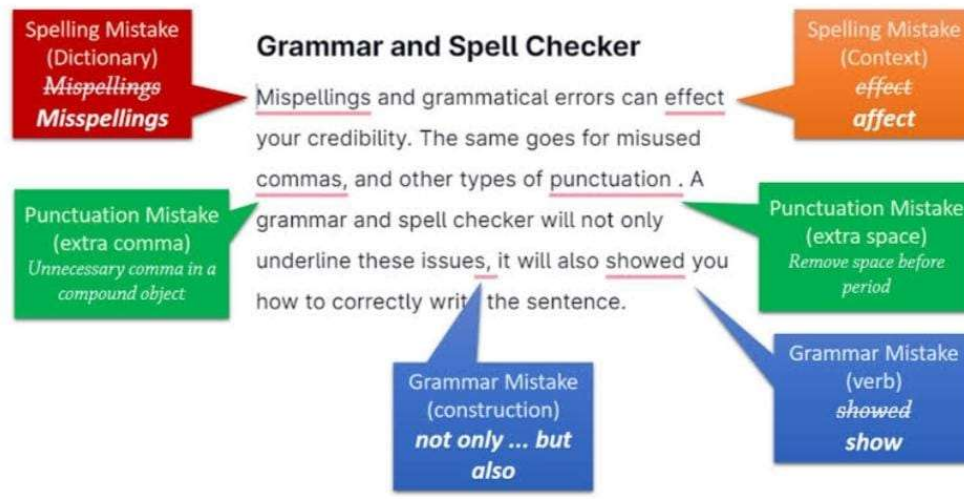 Spelling Mistake
(Dictionary)
Mispellings
Misspellings
Grammar and Spell Checker
Mispellings and grammatical errors can effect
your credibility. The same goes for misused
commas, and other types of punctuation . A
grammar and spell checker will not only
underline these issues, it will also showed you
how to correctly write the sentence.
Spelling Mistake
(Context)
effect
affect
Punctuation Mistake
(extra comma)
Unnecessary comma in a
compound object
Punctuation Mistake
(extra space)
Remove space before
period
Grammar Mistake
(construction)
not only ... but
also
Grammar Mistake
(verb)
showed
show